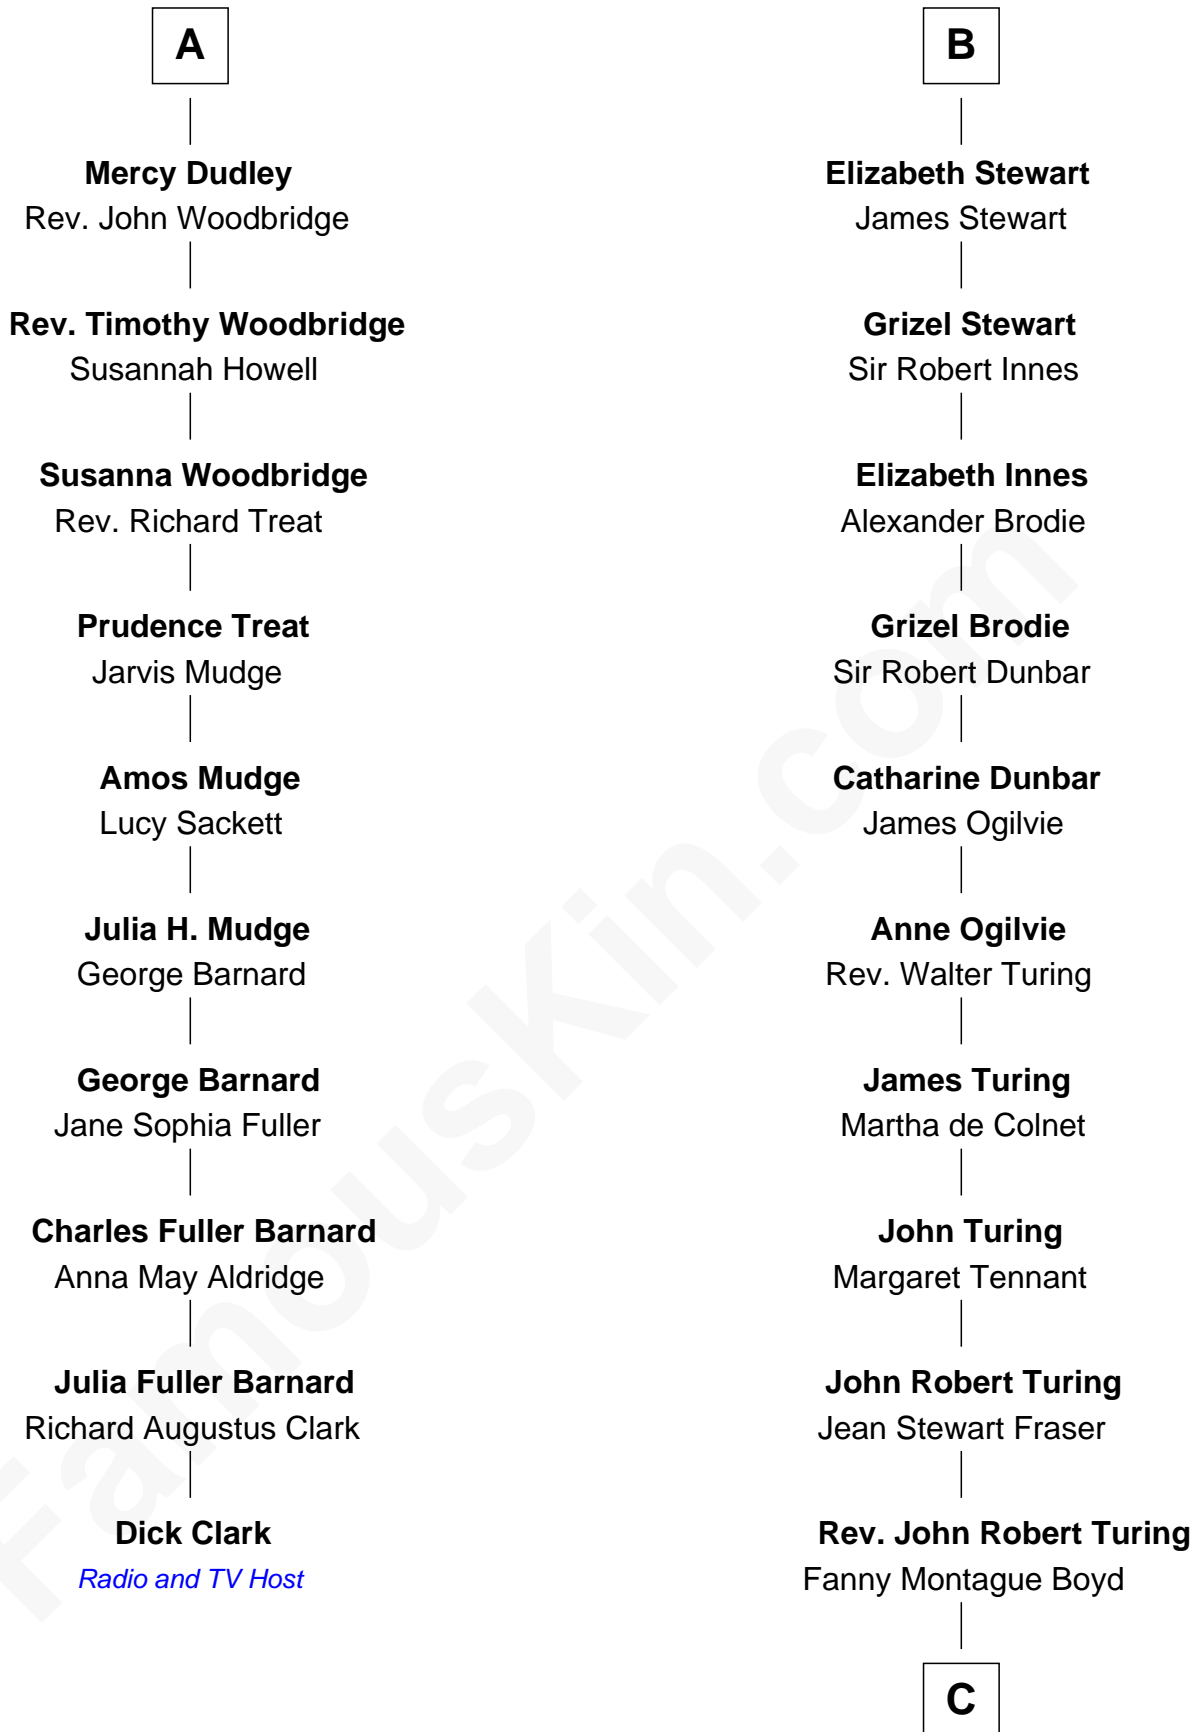 A
Mercy Dudley
Rev. John Woodbridge
Rev. Timothy Woodbridge
Susannah Howell
Susanna Woodbridge
Rev. Richard Treat
Prudence Treat
Jarvis Mudge
Amos Mudge
Lucy Sackett
Julia H. Mudge
George Barnard
George Barnard
Jane Sophia Fuller
Charles Fuller Barnard
Anna May Aldridge
Julia Fuller Barnard
Richard Augustus Clark
Dick Clark
Radio and TV Host
B
Elizabeth Stewart
James Stewart
Grizel Stewart
Sir Robert Innes
Elizabeth Innes
Alexander Brodie
Grizel Brodie
Sir Robert Dunbar
Catharine Dunbar
James Ogilvie
Anne Ogilvie
Rev. Walter Turing
James Turing
Martha de Colnet
John Turing
Margaret Tennant
John Robert Turing
Jean Stewart Fraser
Rev. John Robert Turing
Fanny Montague Boyd
C
FamousKin.com